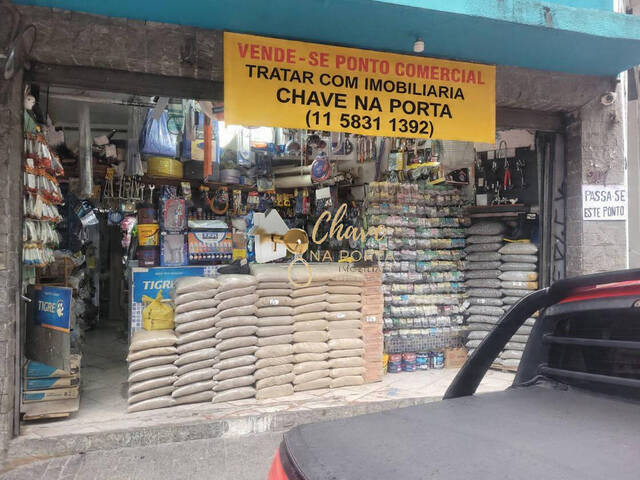 VENDE-SE PONTO COMERCIAL
TRATAR COM IMOBILIARIA
CHAVE NA PORTA
(11 5831 1392)
PASSA-SE
ESTE PONTO
Chave
NA PORTA
TIGRE
TIGRE